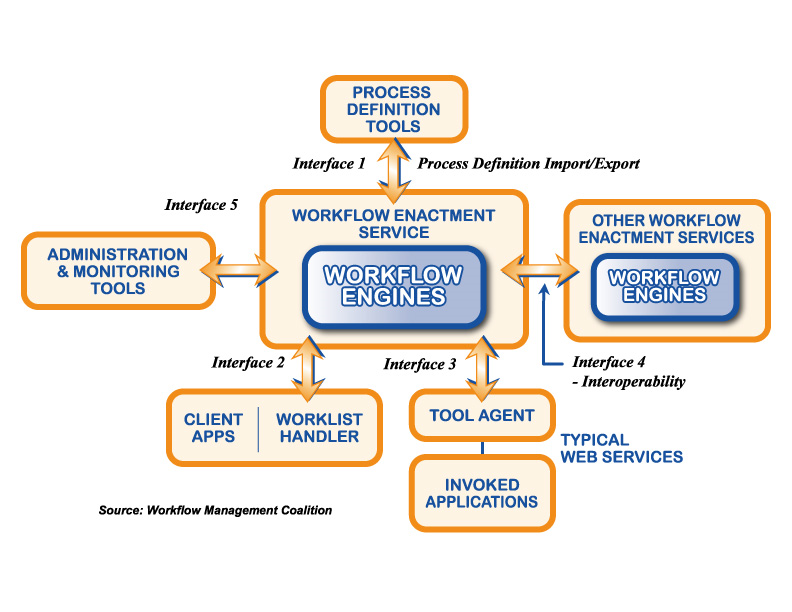 PROCESS
DEFINITION
TOOLS
Interface 1
Process Definition Import/Export
Interface 5
WORKFLOW ENACTMENT
SERVICE
WORKFLOW
ENGINES
OTHER WORKFLOW
ENACTMENT SERVICES
WORKFLOW
ENGINES
ADMINISTRATION
& MONITORING
TOOLS
Interface 2
Interface 3
Interface 4
- Interoperability
CLIENT
APPS
WORKLIST
HANDLER
TOOL AGENT
TYPICAL
WEB SERVICES
INVOKED
APPLICATIONS
Source: Workflow Management Coalition